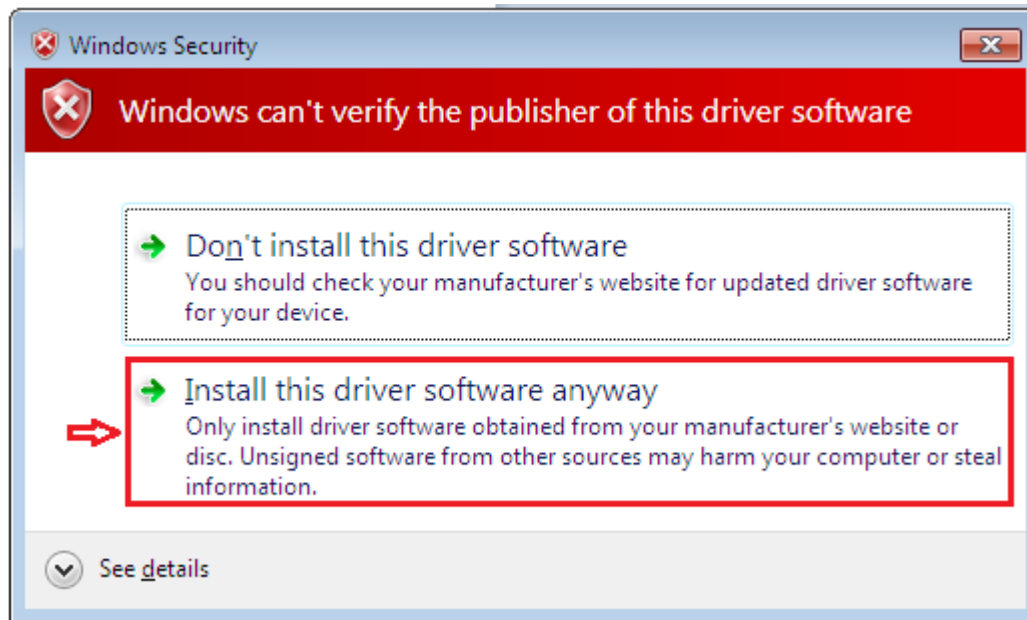 Windows Security
Windows can't verify the publisher of this driver software
Don't install this driver software
You should check your manufacturer's website for updated driver software
for your device.
Install this driver software anyway
Only install driver software obtained from your manufacturer's website or
disc. Unsigned software from other sources may harm your computer or steal
information.
See details